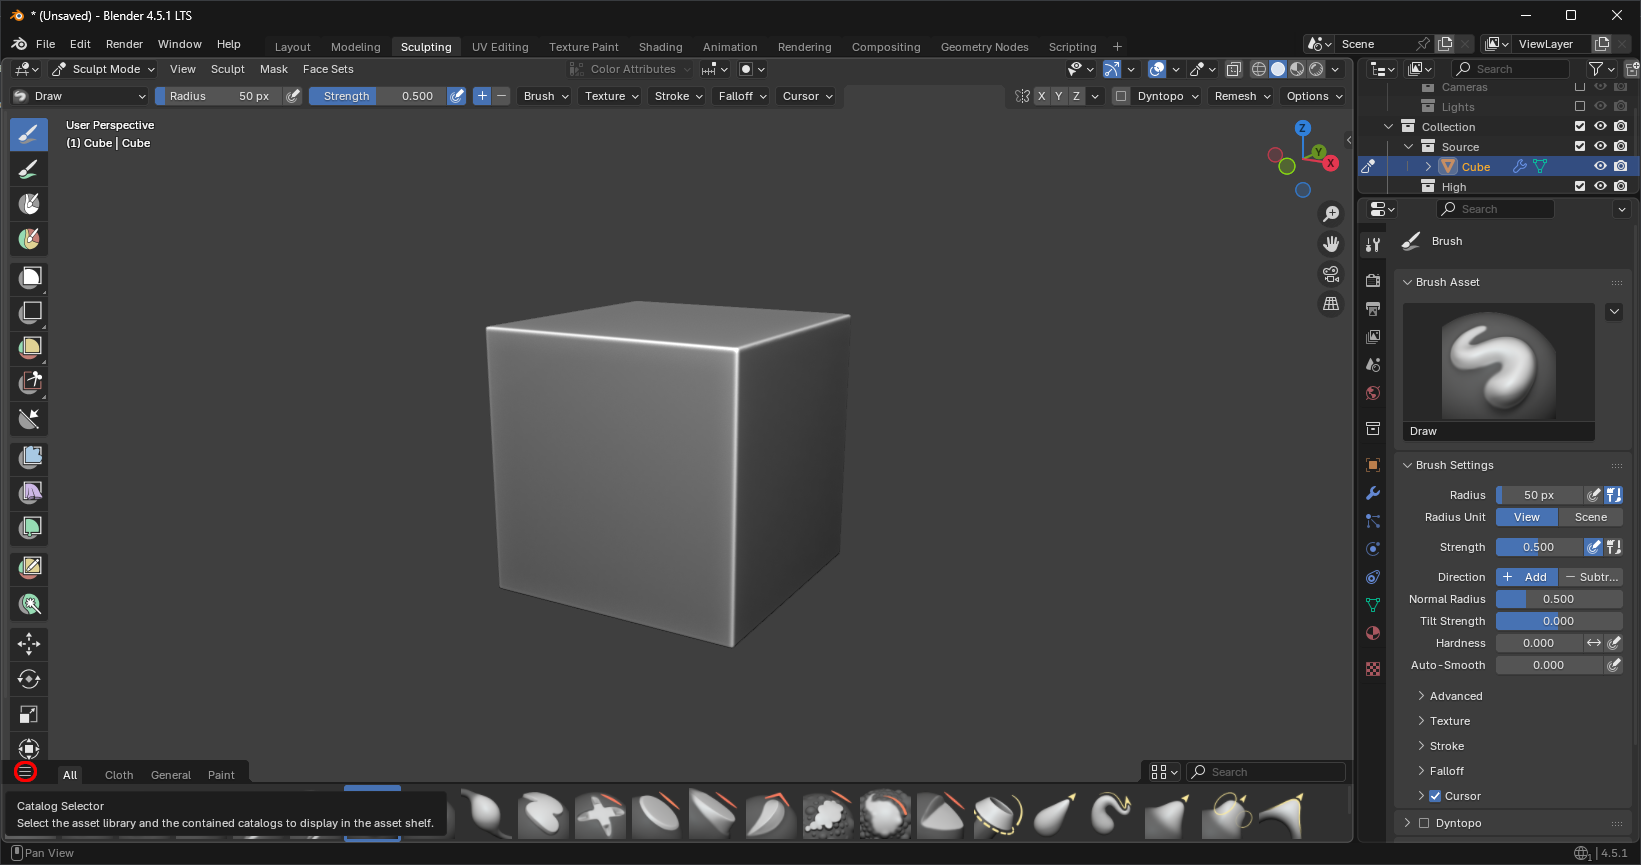 * (Unsaved) - Blender 4.5.1 LTS
File Edit Render Window Help Layout Modeling Sculpting UV Editing Texture Paint Shading Animation Rendering Compositing Geometry Nodes Scripting + Scene ViewLayer
Sculpt Mode View Sculpt Mask Face Sets Color Attributes Search
Draw Radius 50 px Strength 0.500 + − Brush Texture Stroke Falloff Cursor X Y Z Dyntopo Remesh Options
User Perspective
(1) Cube | Cube
Z
Y
X
Cameras
Lights
Collection
Source
Cube
High
Search
Brush
Brush Asset
Draw
Brush Settings
Radius 50 px
Radius Unit View Scene
Strength 0.500
Direction + Add − Subtr...
Normal Radius 0.500
Tilt Strength 0.000
Hardness 0.000
Auto-Smooth 0.000
Advanced
Texture
Stroke
Falloff
Cursor
Dyntopo
All Cloth General Paint Search
Catalog Selector
Select the asset library and the contained catalogs to display in the asset shelf.
Pan View 1 | 4.5.1